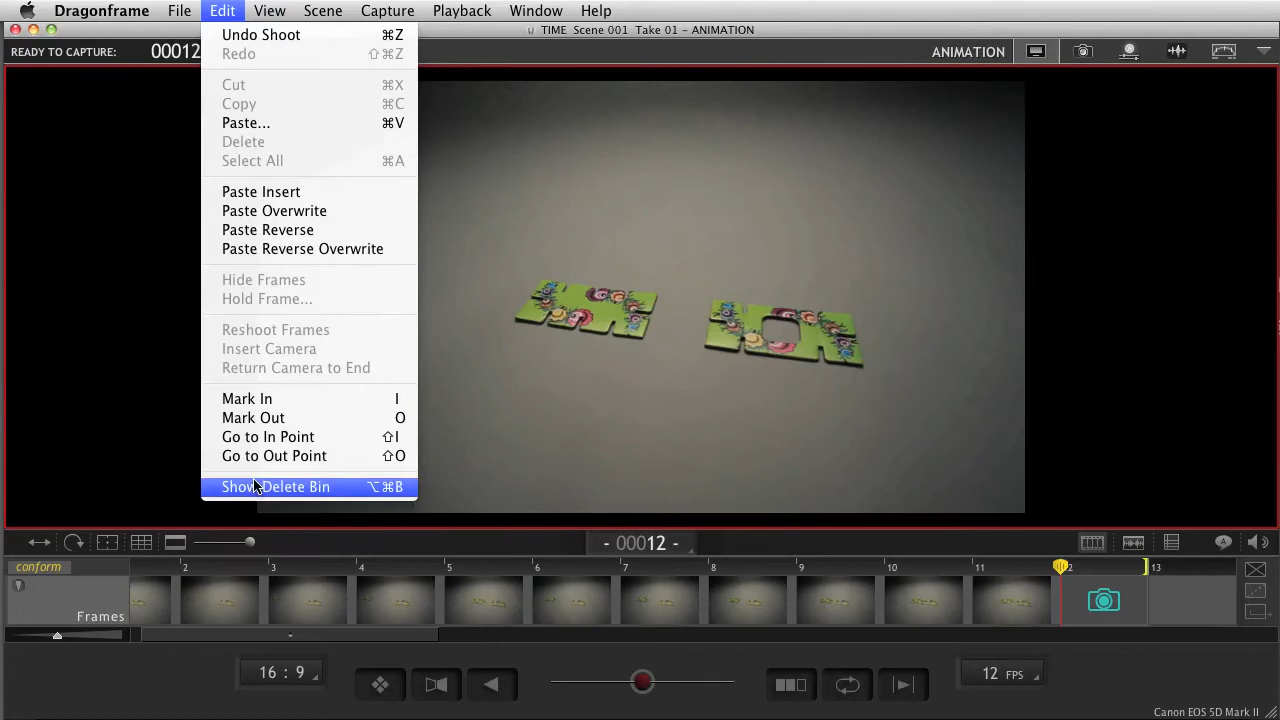 Dragonframe File Edit View Scene Capture Playback Window Help
TIME Scene 001 Take 01 – ANIMATION
READY TO CAPTURE: 00012
ANIMATION
Undo Shoot ⌘Z
Redo ⇧⌘Z
Cut ⌘X
Copy ⌘C
Paste... ⌘V
Delete
Select All ⌘A
Paste Insert
Paste Overwrite
Paste Reverse
Paste Reverse Overwrite
Hide Frames
Hold Frame...
Reshoot Frames
Insert Camera
Return Camera to End
Mark In I
Mark Out O
Go to In Point ⇧I
Go to Out Point ⇧O
Show Delete Bin ⌥⌘B
- 00012 -
conform 2 3 4 5 6 7 8 9 10 11 2 13
Frames
16 : 9
12 FPS
Canon EOS 5D Mark II